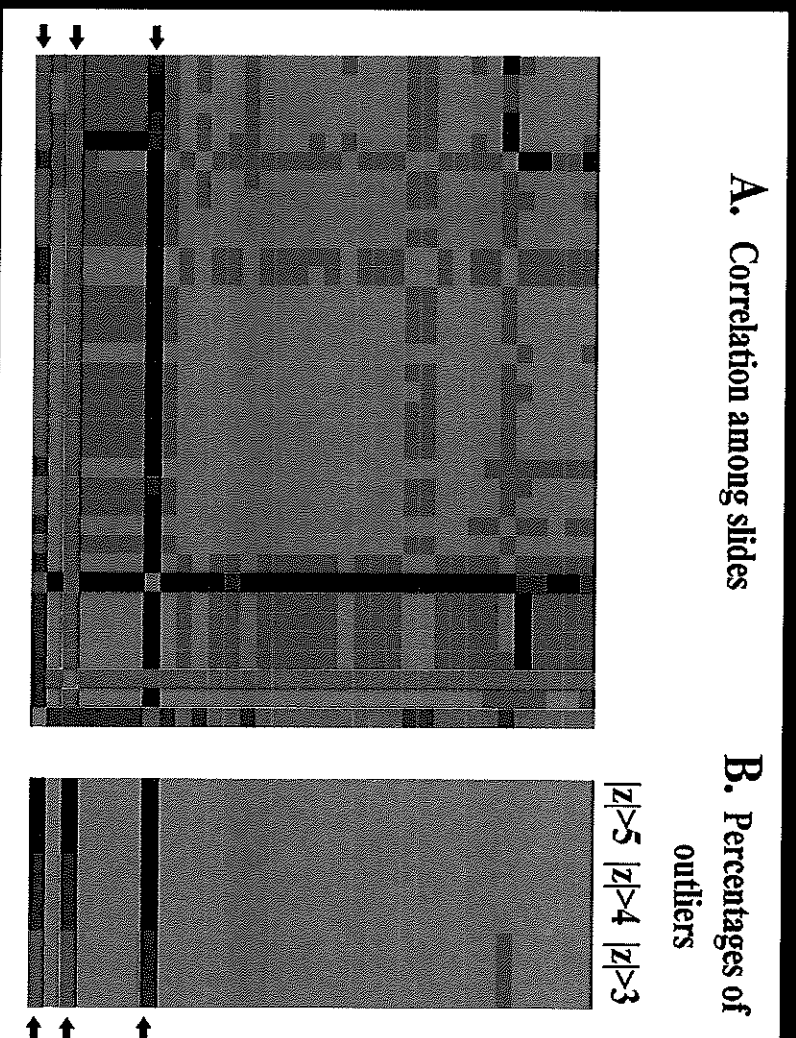 A. Correlation among slides
B. Percentages of
outliers
|z|>5 |z|>4 |z|>3